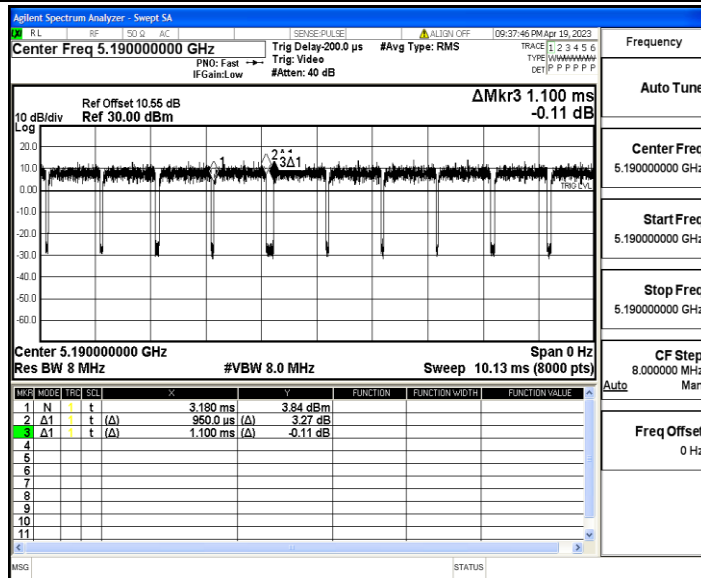 Agilent Spectrum Analyzer - Swept SA
RL RF 50 Ω AC SENSE:PULSE ALIGN OFF 09:37:46 PM Apr 19, 2023
Center Freq 5.190000000 GHz
PNO: Fast
IFGain:Low
Trig Delay-200.0 µs
Trig: Video
#Atten: 40 dB
#Avg Type: RMS
TRACE 1 2 3 4 5 6
TYPE
DET P P P P P P
ΔMkr3 1.100 ms
-0.11 dB
Ref Offset 10.55 dB
10 dB/div Ref 30.00 dBm
Log
20.0
10.0
0.00
-10.0
-20.0
-30.0
-40.0
-50.0
-60.0
1
3Δ1
TRIG LVL
Center 5.190000000 GHz Span 0 Hz
Res BW 8 MHz #VBW 8.0 MHz Sweep 10.13 ms (8000 pts)
MKR MODE TRC SCL X Y FUNCTION FUNCTION WIDTH FUNCTION VALUE
1 N 1 t 3.180 ms 3.84 dBm
2 Δ1 1 t (Δ) 950.0 µs (Δ) 3.27 dB
3 Δ1 1 t (Δ) 1.100 ms (Δ) -0.11 dB
4
5
6
7
8
9
10
11
MSG STATUS
Frequency
Auto Tune
Center Freq
5.190000000 GHz
Start Freq
5.190000000 GHz
Stop Freq
5.190000000 GHz
CF Step
8.000000 MHz
Auto Man
Freq Offset
0 Hz